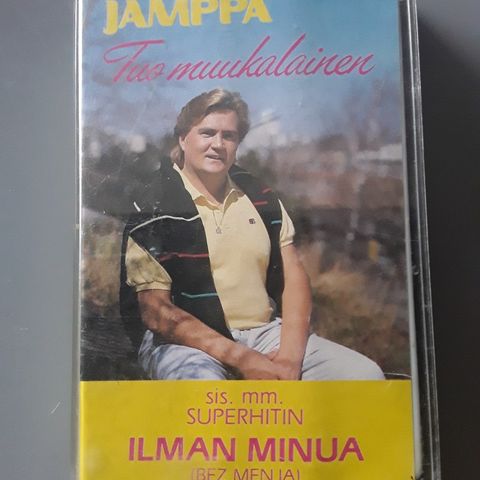 JAMPPA
Tuo muukalainen
sis. mm.
SUPERHITIN
ILMAN MINUA
(BEZ MENJA)